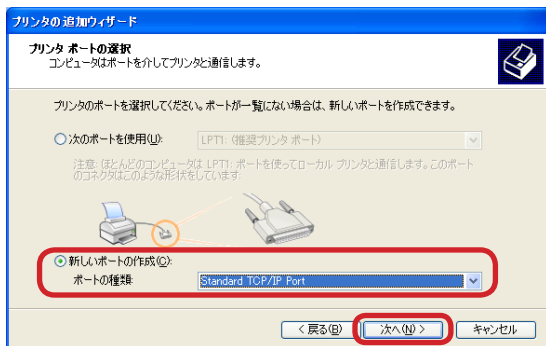 プリンタの追加ウィザード
プリンタ ポートの選択
コンピュータはポートを介してプリンタと通信します。
プリンタのポートを選択してください。ポートが一覧にない場合は、新しいポートを作成できます。
次のポートを使用(U):
LPT1: (推奨プリンタ ポート)
注意: ほとんどのコンピュータは LPT1: ポートを使ってローカル プリンタと通信します。このポート
のコネクタはこのような形状をしています:
新しいポートの作成(C):
ポートの種類:
Standard TCP/IP Port
< 戻る(B)
次へ(N) >
キャンセル